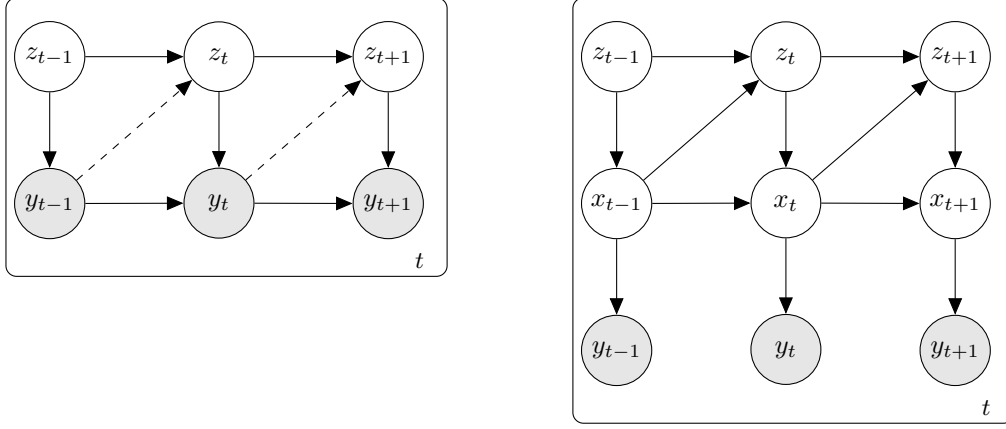 z_{t−1} z_t z_{t+1}
y_{t−1} y_t y_{t+1}
t
z_{t−1} z_t z_{t+1}
x_{t−1} x_t x_{t+1}
y_{t−1} y_t y_{t+1}
t